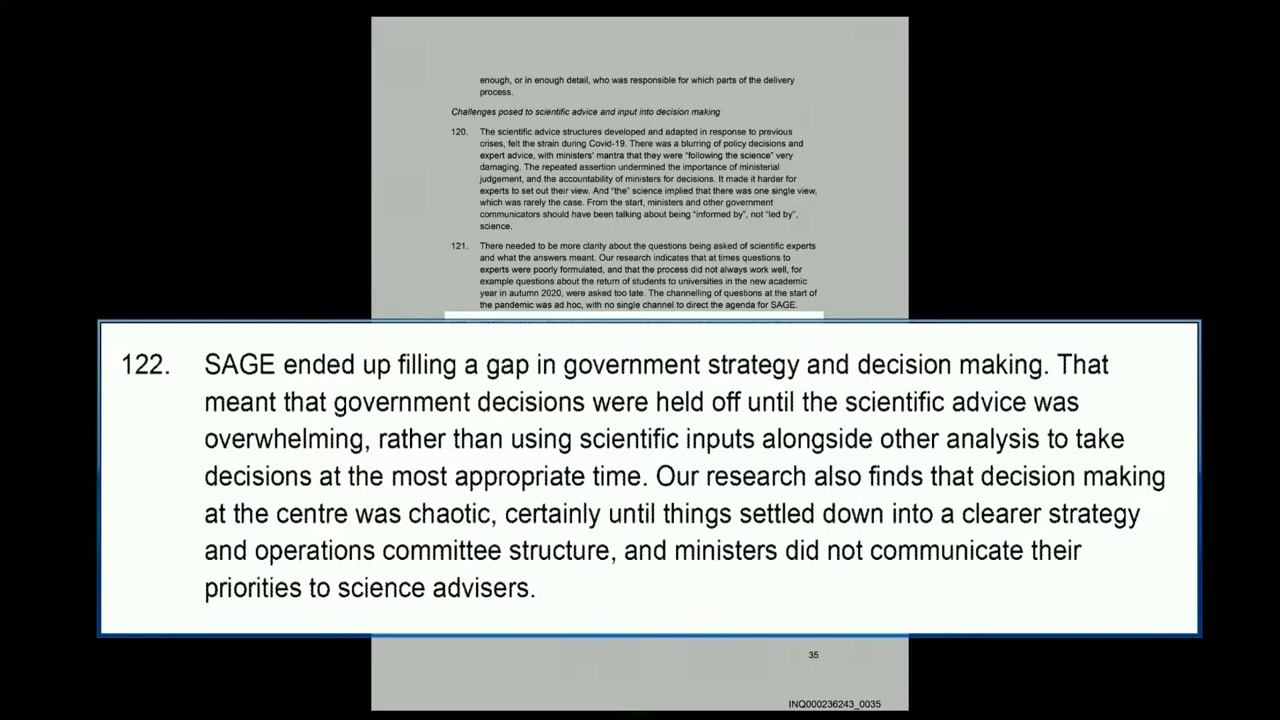 enough, or in enough detail, who was responsible for which parts of the delivery
process.
Challenges posed to scientific advice and input into decision making
120. The scientific advice structures developed and adapted in response to previous
crises, felt the strain during Covid-19. There was a blurring of policy decisions and
expert advice, with ministers' mantra that they were "following the science" very
damaging. The repeated assertion undermined the importance of ministerial
judgement, and the accountability of ministers for decisions. It made it harder for
experts to set out their view. And "the" science implied that there was one single view,
which was rarely the case. From the start, ministers and other government
communicators should have been talking about being "informed by", not "led by",
science.
121. There needed to be more clarity about the questions being asked of scientific experts
and what the answers meant. Our research indicates that at times questions to
experts were poorly formulated, and that the process did not always work well, for
example questions about the return of students to universities in the new academic
year in autumn 2020, were asked too late. The channelling of questions at the start of
the pandemic was ad hoc, with no single channel to direct the agenda for SAGE.
122. SAGE ended up filling a gap in government strategy and decision making. That
meant that government decisions were held off until the scientific advice was
overwhelming, rather than using scientific inputs alongside other analysis to take
decisions at the most appropriate time. Our research also finds that decision making
at the centre was chaotic, certainly until things settled down into a clearer strategy
and operations committee structure, and ministers did not communicate their
priorities to science advisers.
35
INQ000236243_0035